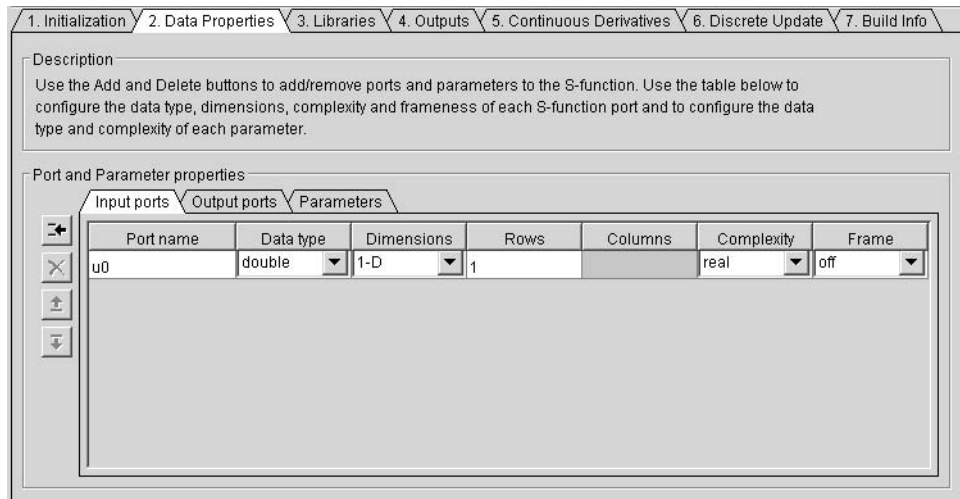 1. Initialization 2. Data Properties 3. Libraries 4. Outputs 5. Continuous Derivatives 6. Discrete Update 7. Build Info
Description
Use the Add and Delete buttons to add/remove ports and parameters to the S-function. Use the table below to
configure the data type, dimensions, complexity and frameness of each S-function port and to configure the data
type and complexity of each parameter.
Port and Parameter properties
Input ports Output ports Parameters
Port name Data type Dimensions Rows Columns Complexity Frame
u0 double 1-D 1 real off